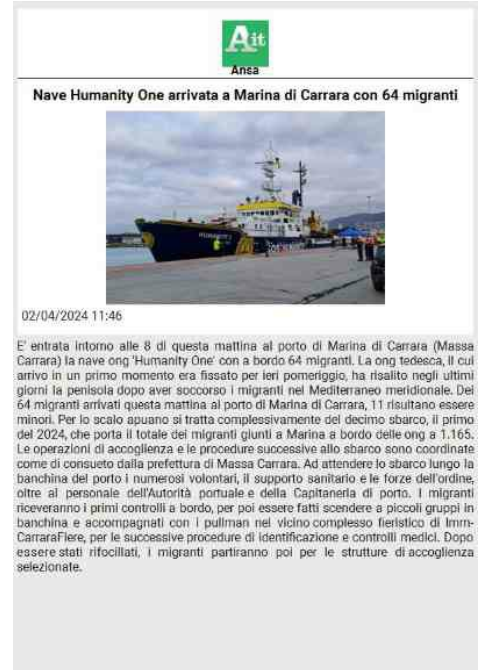 Ait
Ansa
Nave Humanity One arrivata a Marina di Carrara con 64 migranti
HUMANITY 1
02/04/2024 11:46
E' entrata intorno alle 8 di questa mattina al porto di Marina di Carrara (Massa
Carrara) la nave ong 'Humanity One' con a bordo 64 migranti. La ong tedesca, il cui
arrivo in un primo momento era fissato per ieri pomeriggio, ha risalito negli ultimi
giorni la penisola dopo aver soccorso i migranti nel Mediterraneo meridionale. Dei
64 migranti arrivati questa mattina al porto di Marina di Carrara, 11 risultano essere
minori. Per lo scalo apuano si tratta complessivamente del decimo sbarco, il primo
del 2024, che porta il totale dei migranti giunti a Marina a bordo delle ong a 1.165.
Le operazioni di accoglienza e le procedure successive allo sbarco sono coordinate
come di consueto dalla prefettura di Massa Carrara. Ad attendere lo sbarco lungo la
banchina del porto i numerosi volontari, il supporto sanitario e le forze dell'ordine,
oltre al personale dell'Autorità portuale e della Capitaneria di porto. I migranti
riceveranno i primi controlli a bordo, per poi essere fatti scendere a piccoli gruppi in
banchina e accompagnati con i pullman nel vicino complesso fieristico di Imm-
CarraraFiere, per le successive procedure di identificazione e controlli medici. Dopo
essere stati rifocillati, i migranti partiranno poi per le strutture di accoglienza
selezionate.